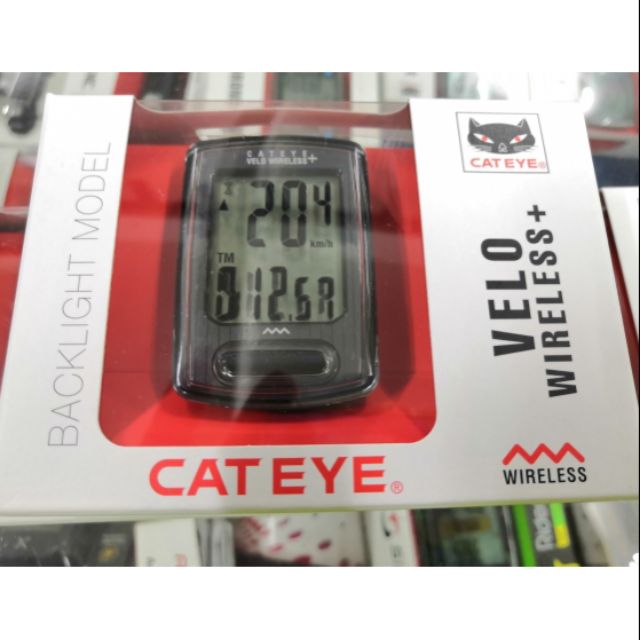 BACKLIGHT MODEL
CATEYE
VELO WIRELESS+
20.4
km/h
TM
CATEYE®
CAT EYE®
VELO
WIRELESS+
WIRELESS